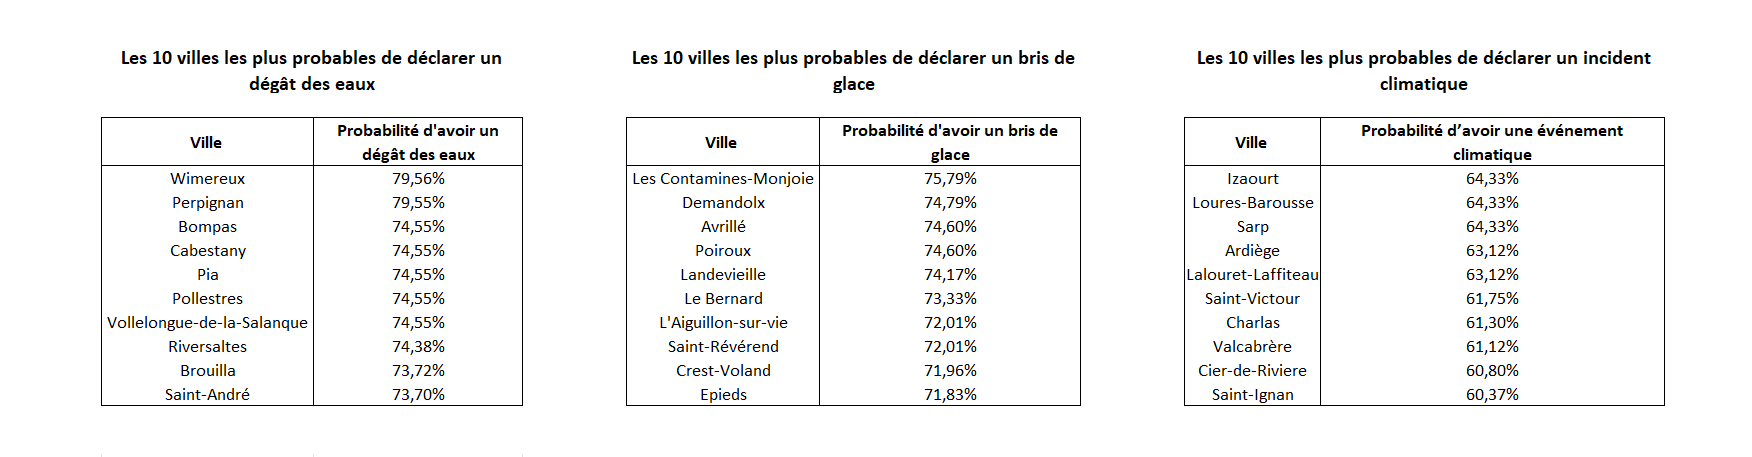 Les 10 villes les plus probables de déclarer un
dégât des eaux
Ville Probabilité d'avoir un
dégât des eaux
Wimereux 79,56%
Perpignan 79,55%
Bompas 74,55%
Cabestany 74,55%
Pia 74,55%
Pollestres 74,55%
Vollelongue-de-la-Salanque 74,55%
Riversaltes 74,38%
Brouilla 73,72%
Saint-André 73,70%
Les 10 villes les plus probables de déclarer un bris de
glace
Ville Probabilité d'avoir un bris de
glace
Les Contamines-Monjoie 75,79%
Demandolx 74,79%
Avrillé 74,60%
Poiroux 74,60%
Landevieille 74,17%
Le Bernard 73,33%
L'Aiguillon-sur-vie 72,01%
Saint-Révérend 72,01%
Crest-Voland 71,96%
Epieds 71,83%
Les 10 villes les plus probables de déclarer un incident
climatique
Ville Probabilité d’avoir une événement
climatique
Izaourt 64,33%
Loures-Barousse 64,33%
Sarp 64,33%
Ardiège 63,12%
Lalouret-Laffiteau 63,12%
Saint-Victour 61,75%
Charlas 61,30%
Valcabrère 61,12%
Cier-de-Riviere 60,80%
Saint-Ignan 60,37%